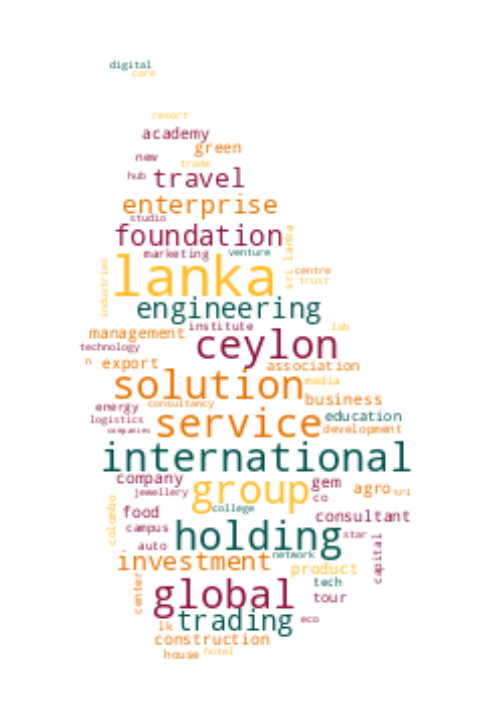 digital
care
resort
academy
green
new
trade
hub travel
enterprise
studio
foundation
marketing venture
sri lanka
lanka
centre
trust
industries
engineering
institute lab
management
technology ceylon
n export association
solution media
business
energy consultancy
logistics service education
companies development
international
company gem
jewellery group co agro sri
colombo
food college consultant
campus holding star
auto network capital
investment product
center tech
global tour
trading eco
lk
construction
house hotel